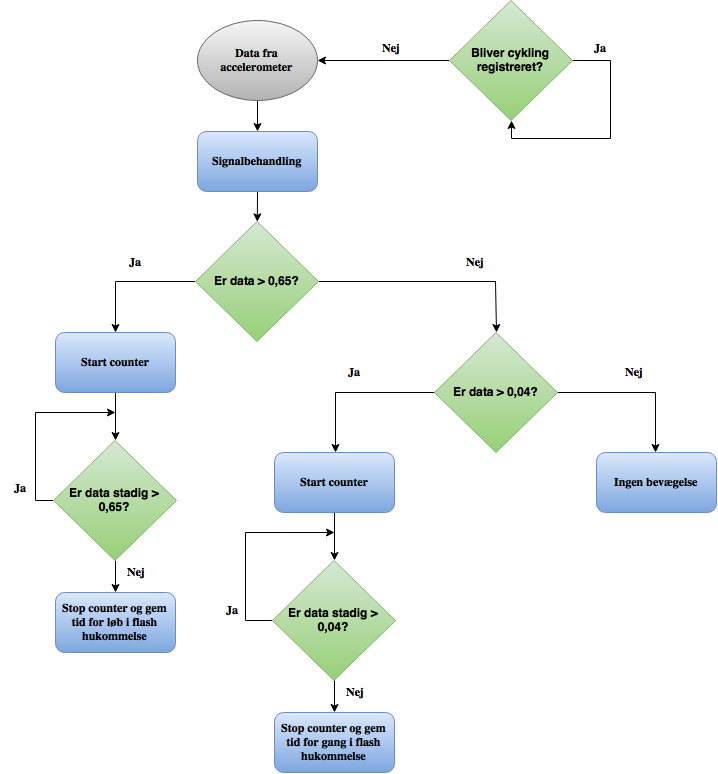 Bliver cykling
registreret?
Nej
Ja
Data fra
accelerometer
Signalbehandling
Er data > 0,65?
Ja
Nej
Start counter
Er data > 0,04?
Ja
Nej
Start counter
Ingen bevægelse
Er data stadig >
0,65?
Ja
Nej
Stop counter og gem
tid for løb i flash
hukommelse
Er data stadig >
0,04?
Ja
Nej
Stop counter og gem
tid for gang i flash
hukommelse